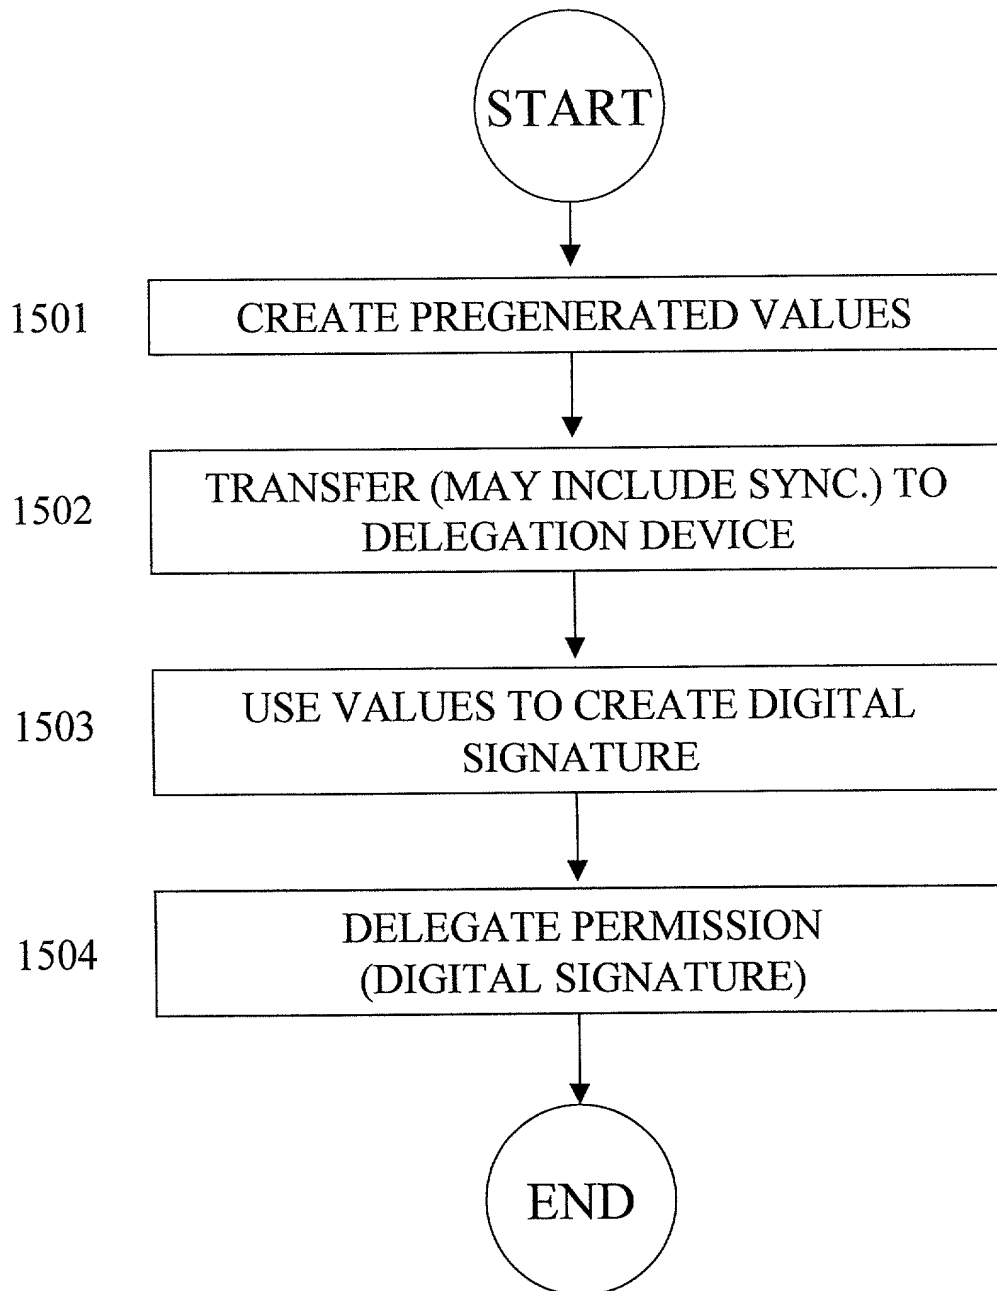 START
1501
CREATE PREGENERATED VALUES
1502
TRANSFER (MAY INCLUDE SYNC.) TO
DELEGATION DEVICE
1503
USE VALUES TO CREATE DIGITAL
SIGNATURE
1504
DELEGATE PERMISSION
(DIGITAL SIGNATURE)
END